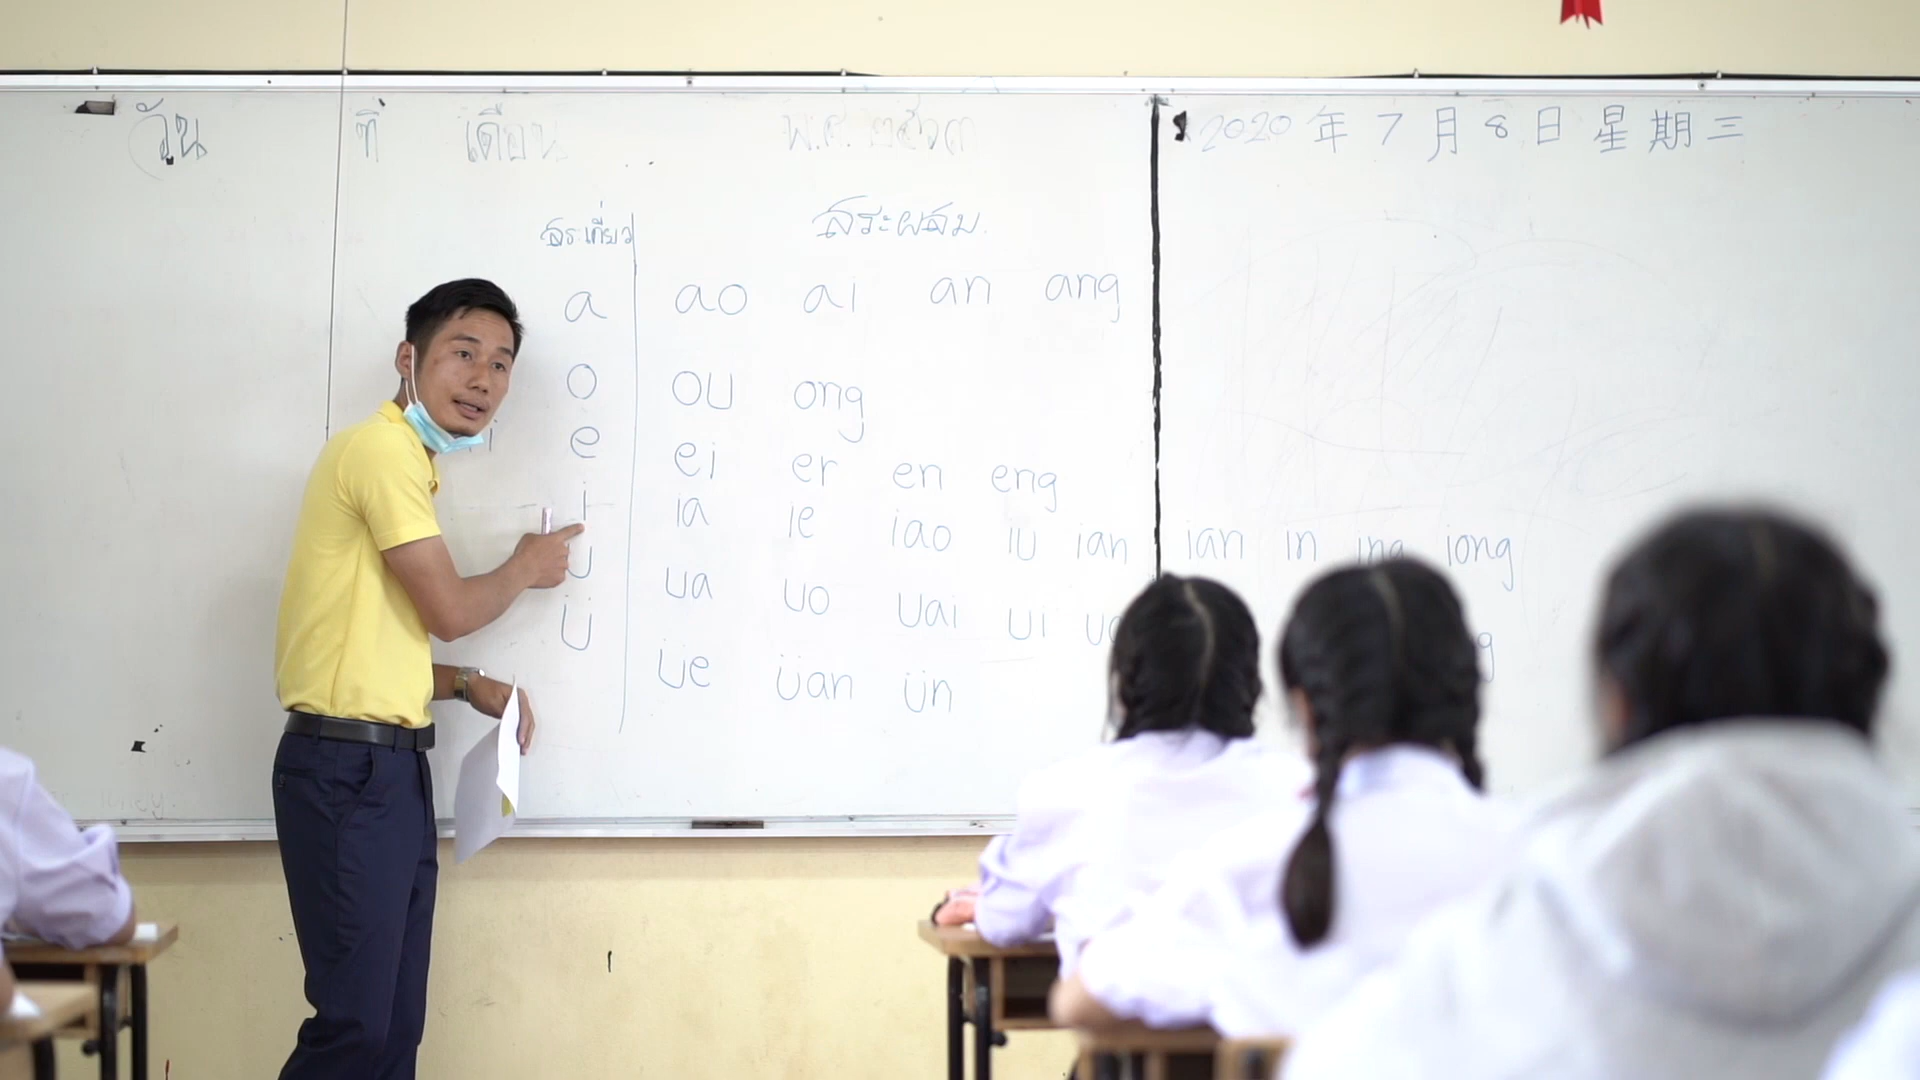 วัน ที่ เดือน พ.ศ. ๒๕๖๓
2020 年 7 月 8 日 星 期 三
สระเดี่ยว สระผสม
a ao ai an ang
o ou ong
e ei er en eng
i ia ie iao iu ian ian in ing iong
u ua uo uai ui
ü üe üan ün